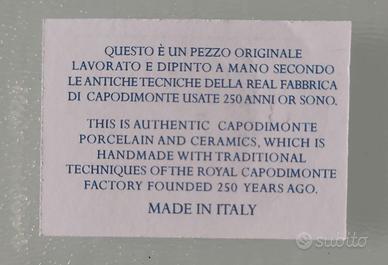 QUESTO È UN PEZZO ORIGINALE
LAVORATO E DIPINTO A MANO SECONDO
LE ANTICHE TECNICHE DELLA REAL FABBRICA
DI CAPODIMONTE USATE 250 ANNI OR SONO.
THIS IS AUTHENTIC CAPODIMONTE
PORCELAIN AND CERAMICS, WHICH IS
HANDMADE WITH TRADITIONAL
TECHNIQUES OF THE ROYAL CAPODIMONTE
FACTORY FOUNDED 250 YEARS AGO.
MADE IN ITALY
subito